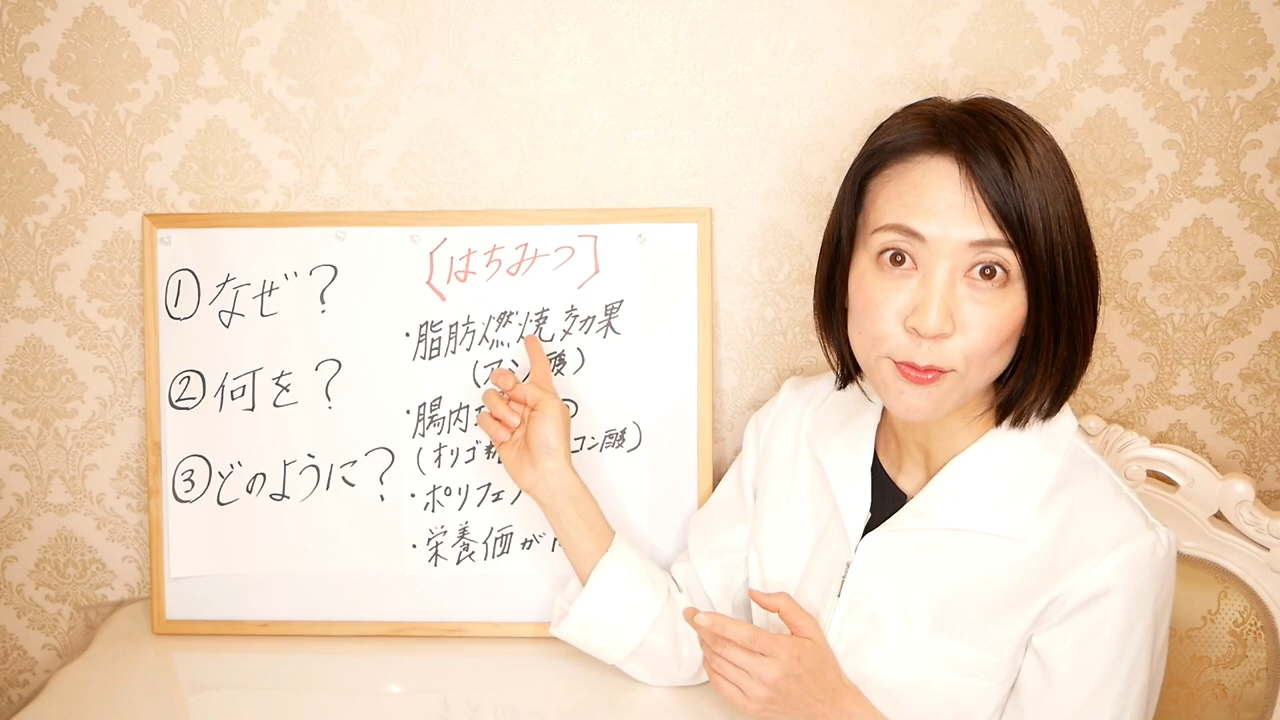 ①なぜ？
②何を？
③どのように？
[はちみつ]
・脂肪燃焼効果
酸)
・腸内
(オリゴ糖 コン酸)
・ポリフェノ
・栄養価が